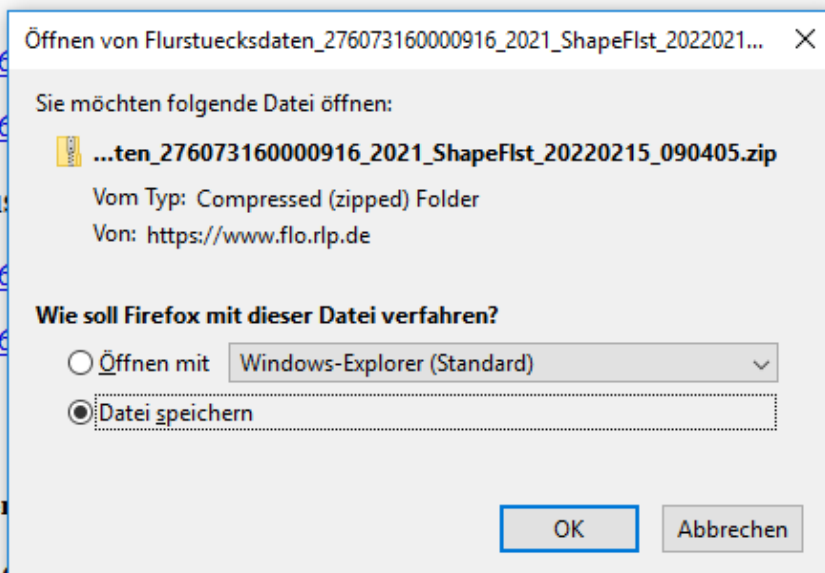 Öffnen von Flurstuecksdaten_276073160000916_2021_ShapeFlst_2022021...
Sie möchten folgende Datei öffnen:
...ten_276073160000916_2021_ShapeFlst_20220215_090405.zip
Vom Typ: Compressed (zipped) Folder
Von: https://www.flo.rlp.de
Wie soll Firefox mit dieser Datei verfahren?
Öffnen mit Windows-Explorer (Standard)
Datei speichern
OK Abbrechen